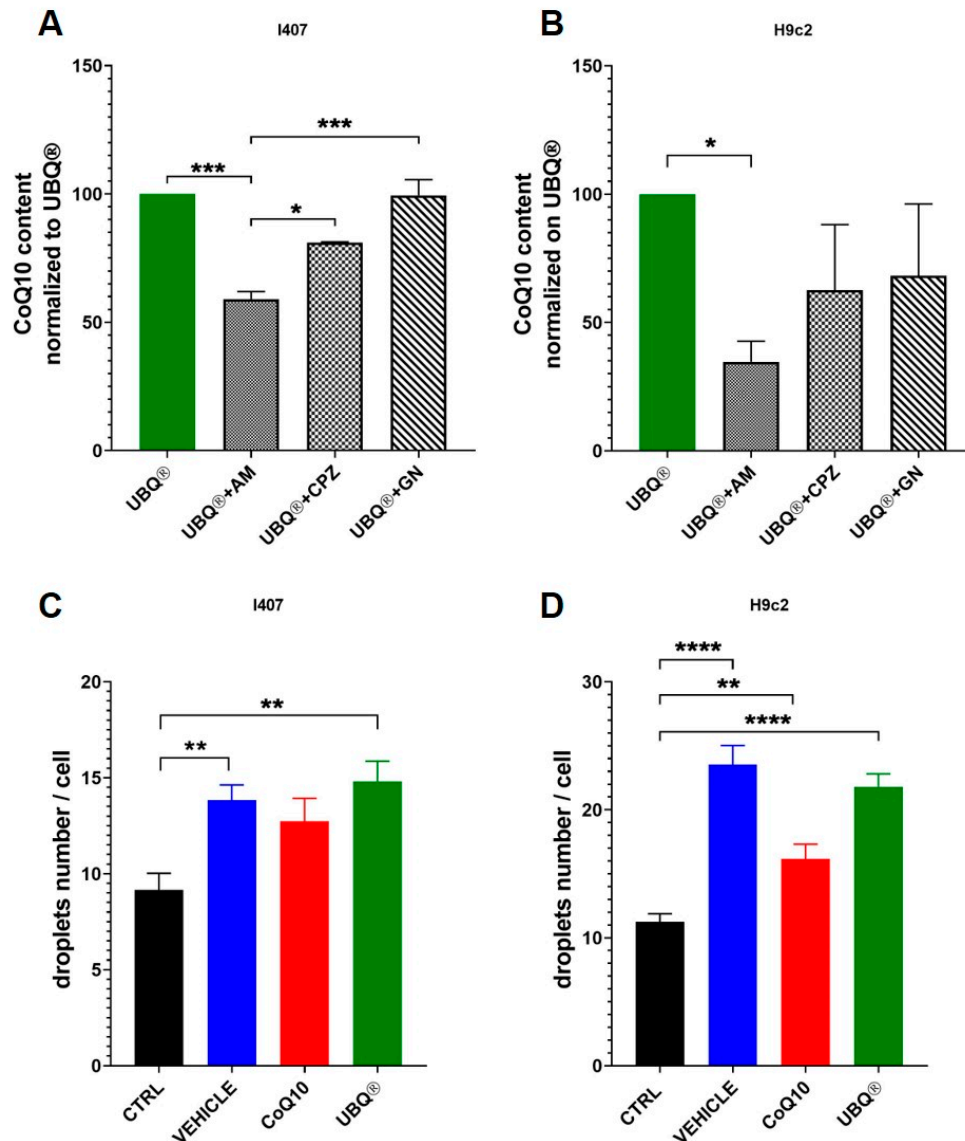 A
I407
CoQ10 content
normalized to UBQ®
150
100
50
0
***
***
*
UBQ®
UBQ®+AM
UBQ®+CPZ
UBQ®+GN
B
H9c2
CoQ10 content
normalized on UBQ®
150
100
50
0
*
UBQ®
UBQ®+AM
UBQ®+CPZ
UBQ®+GN
C
I407
droplets number / cell
20
15
10
5
0
**
**
CTRL
VEHICLE
CoQ10
UBQ®
D
H9c2
droplets number / cell
30
20
10
0
****
**
****
CTRL
VEHICLE
CoQ10
UBQ®